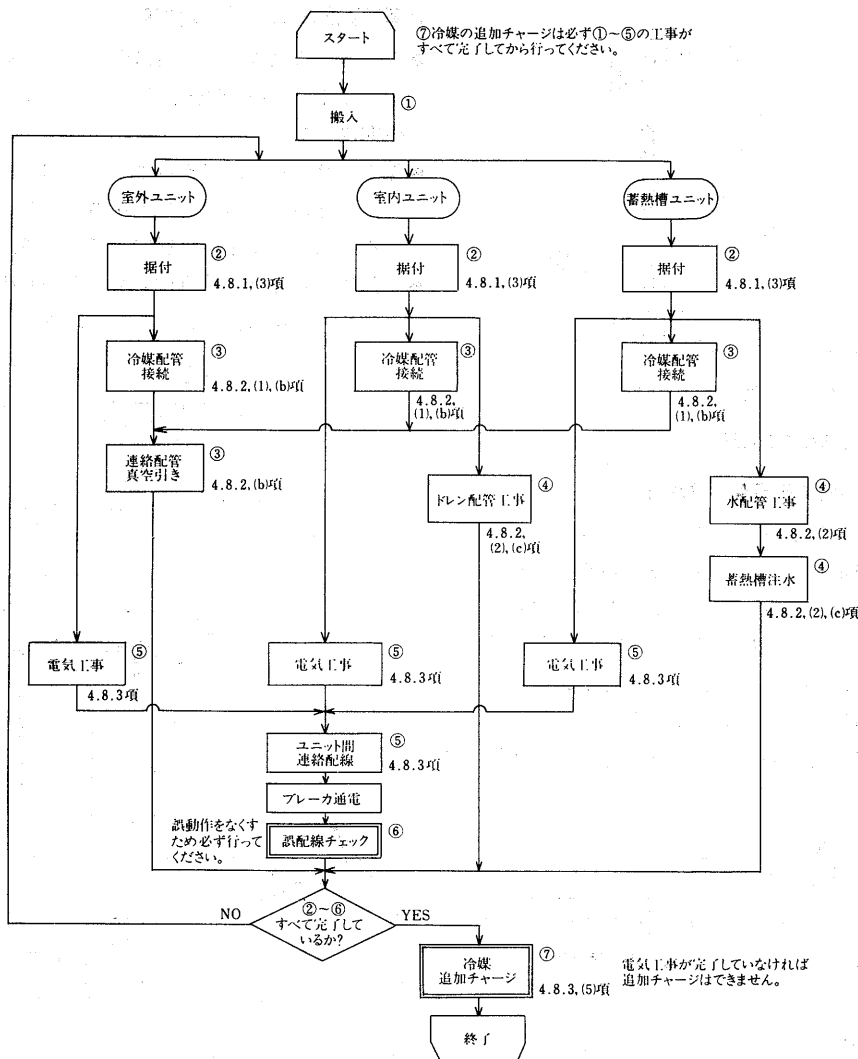 スタート
⑦冷媒の追加チャージは必ず①~⑤の工事が
すべて完了してから行ってください。
①
搬入
室外ユニット
室内ユニット
蓄熱槽ユニット
②
据付
4.8.1,(3)項
②
据付
4.8.1,(3)項
②
据付
4.8.1,(3)項
③
冷媒配管
接続
4.8.2,(1),(b)項
③
冷媒配管
接続
4.8.2,
(1),(b)項
③
冷媒配管
接続
4.8.2,
(1),(b)項
③
連絡配管
真空引き
4.8.2,(b)項
④
ドレン配管工事
4.8.2,
(2),(c)項
④
水配管工事
4.8.2,(2)項
④
蓄熱槽注水
4.8.2,(2),(c)項
⑤
電気工事
4.8.3項
⑤
電気工事
4.8.3項
⑤
電気工事
4.8.3項
⑤
ユニット間
連絡配線
4.8.3項
ブレーカ通電
誤動作をなくす
ため必ず行って
ください。
⑥
誤配線チェック
NO
②~⑥
すべて完了して
いるか?
YES
⑦
冷媒
追加チャージ
4.8.3,(5)項
電気工事が完了していなければ
追加チャージはできません。
終了